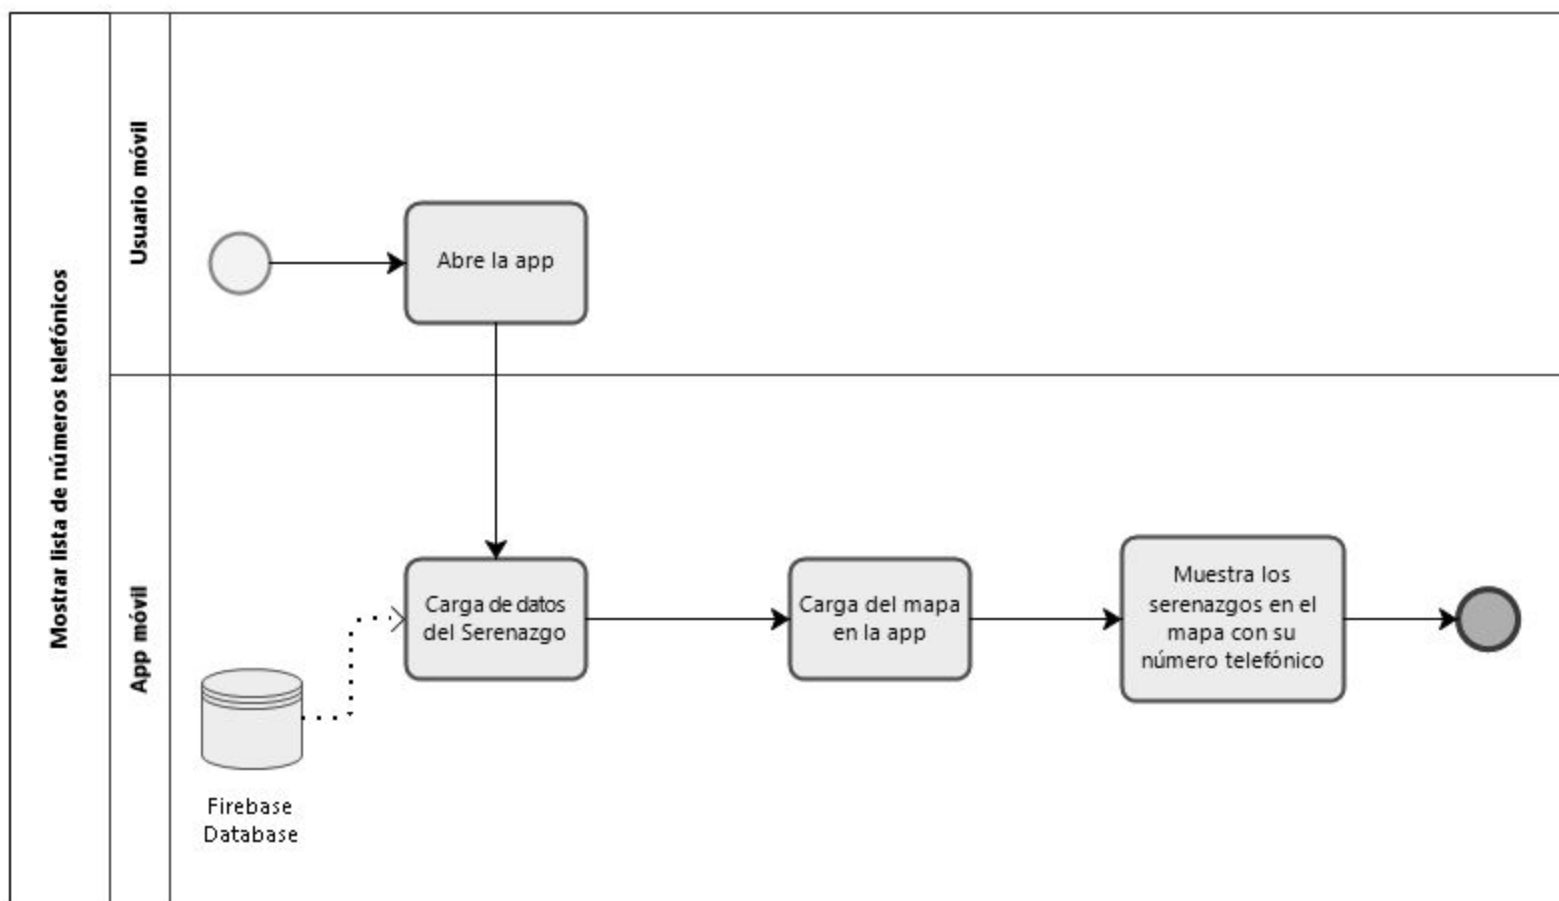 Mostrar lista de números telefónicos
Usuario móvil
Abre la app
App móvil
Carga de datos
del Serenazgo
Carga del mapa
en la app
Muestra los
serenazgos en el
mapa con su
número telefónico
Firebase
Database